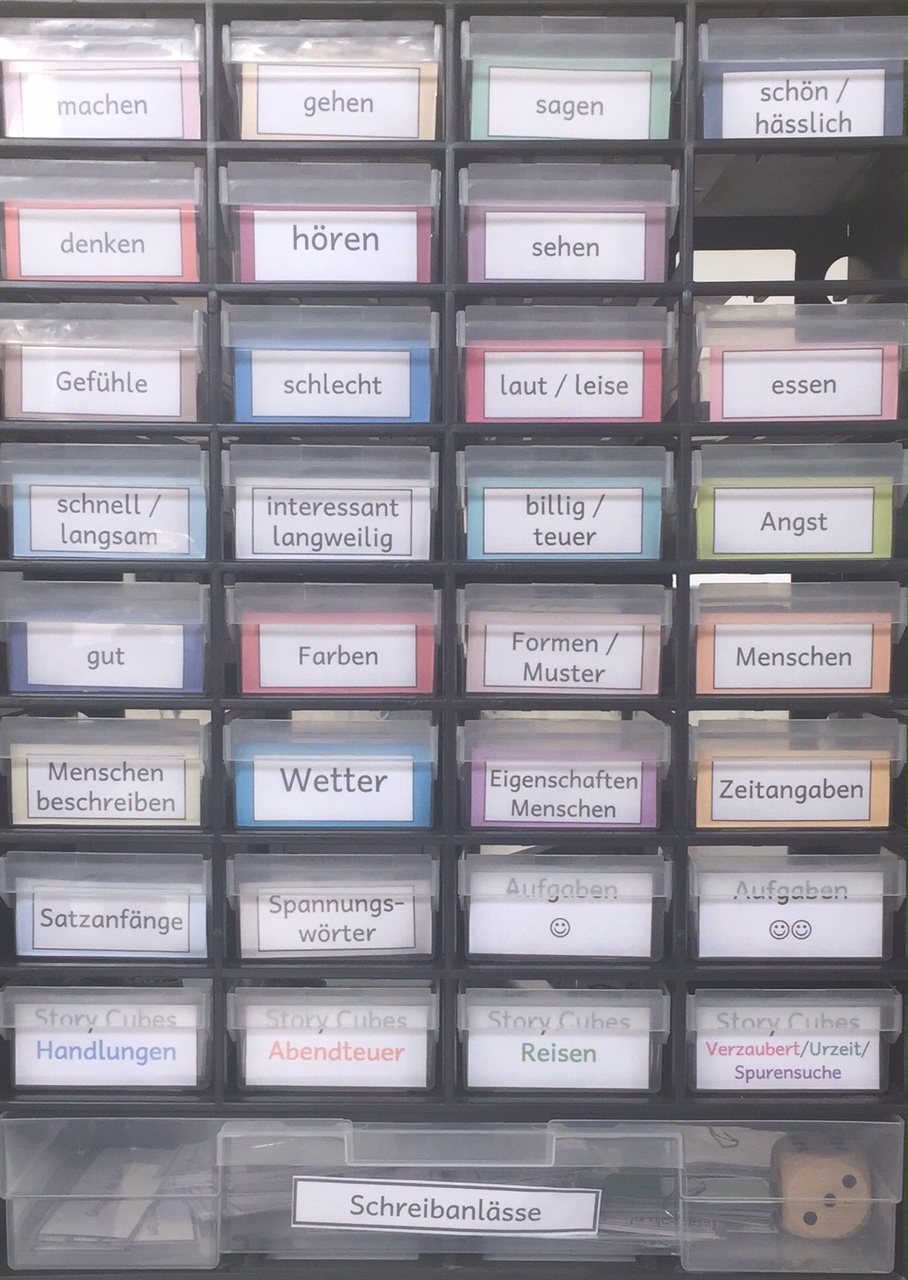 machen
gehen
sagen
schön /
hässlich
denken
hören
sehen
Gefühle
schlecht
laut / leise
essen
schnell /
langsam
interessant
langweilig
billig /
teuer
Angst
gut
Farben
Formen /
Muster
Menschen
Menschen
beschreiben
Wetter
Eigenschaften
Menschen
Zeitangaben
Satzanfänge
Spannungs-
wörter
Aufgaben
☺
Aufgaben
☺☺
Story Cubes
Handlungen
Story Cubes
Abendteuer
Story Cubes
Reisen
Story Cubes
Verzaubert/Urzeit/
Spurensuche
Schreibanlässe